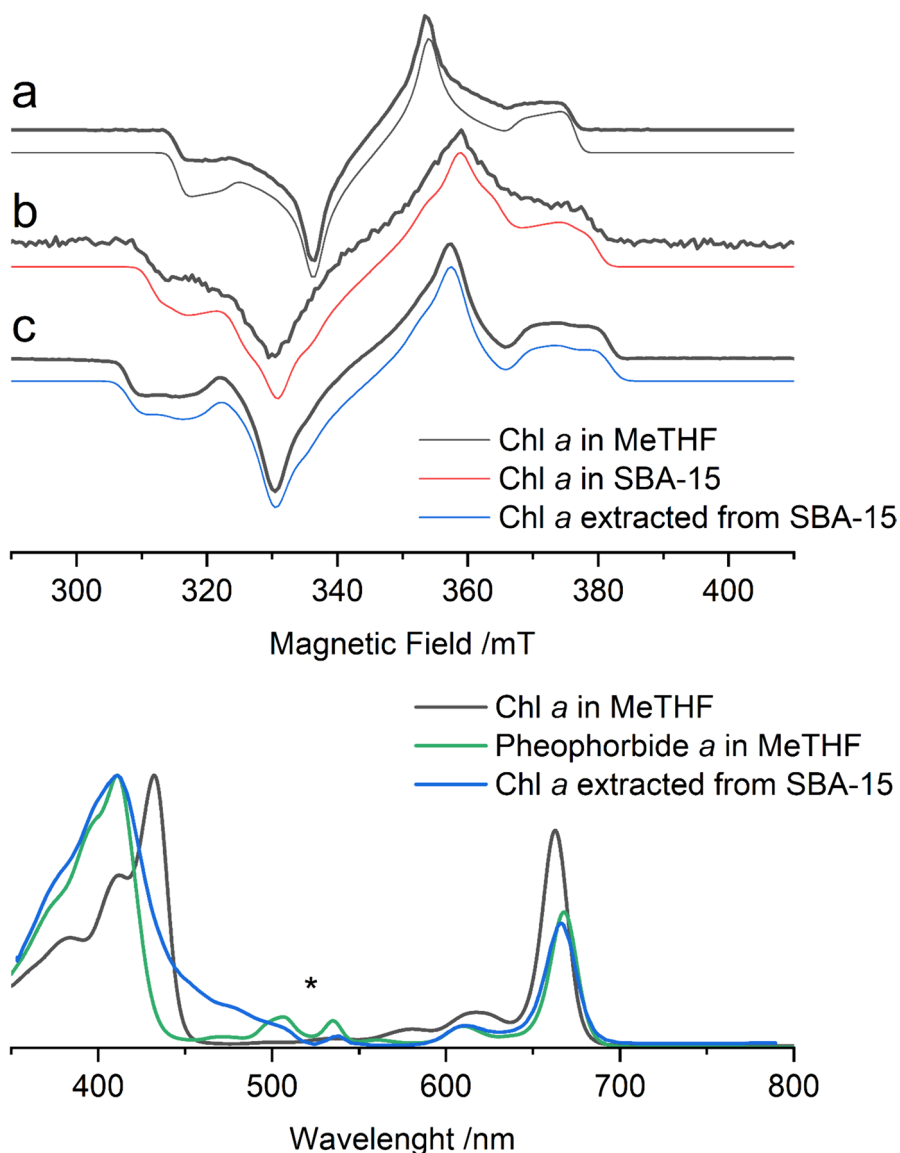 a
b
c
Chl a in MeTHF
Chl a in SBA-15
Chl a extracted from SBA-15
300 320 340 360 380 400
Magnetic Field /mT
Chl a in MeTHF
Pheophorbide a in MeTHF
Chl a extracted from SBA-15
*
400 500 600 700 800
Wavelenght /nm